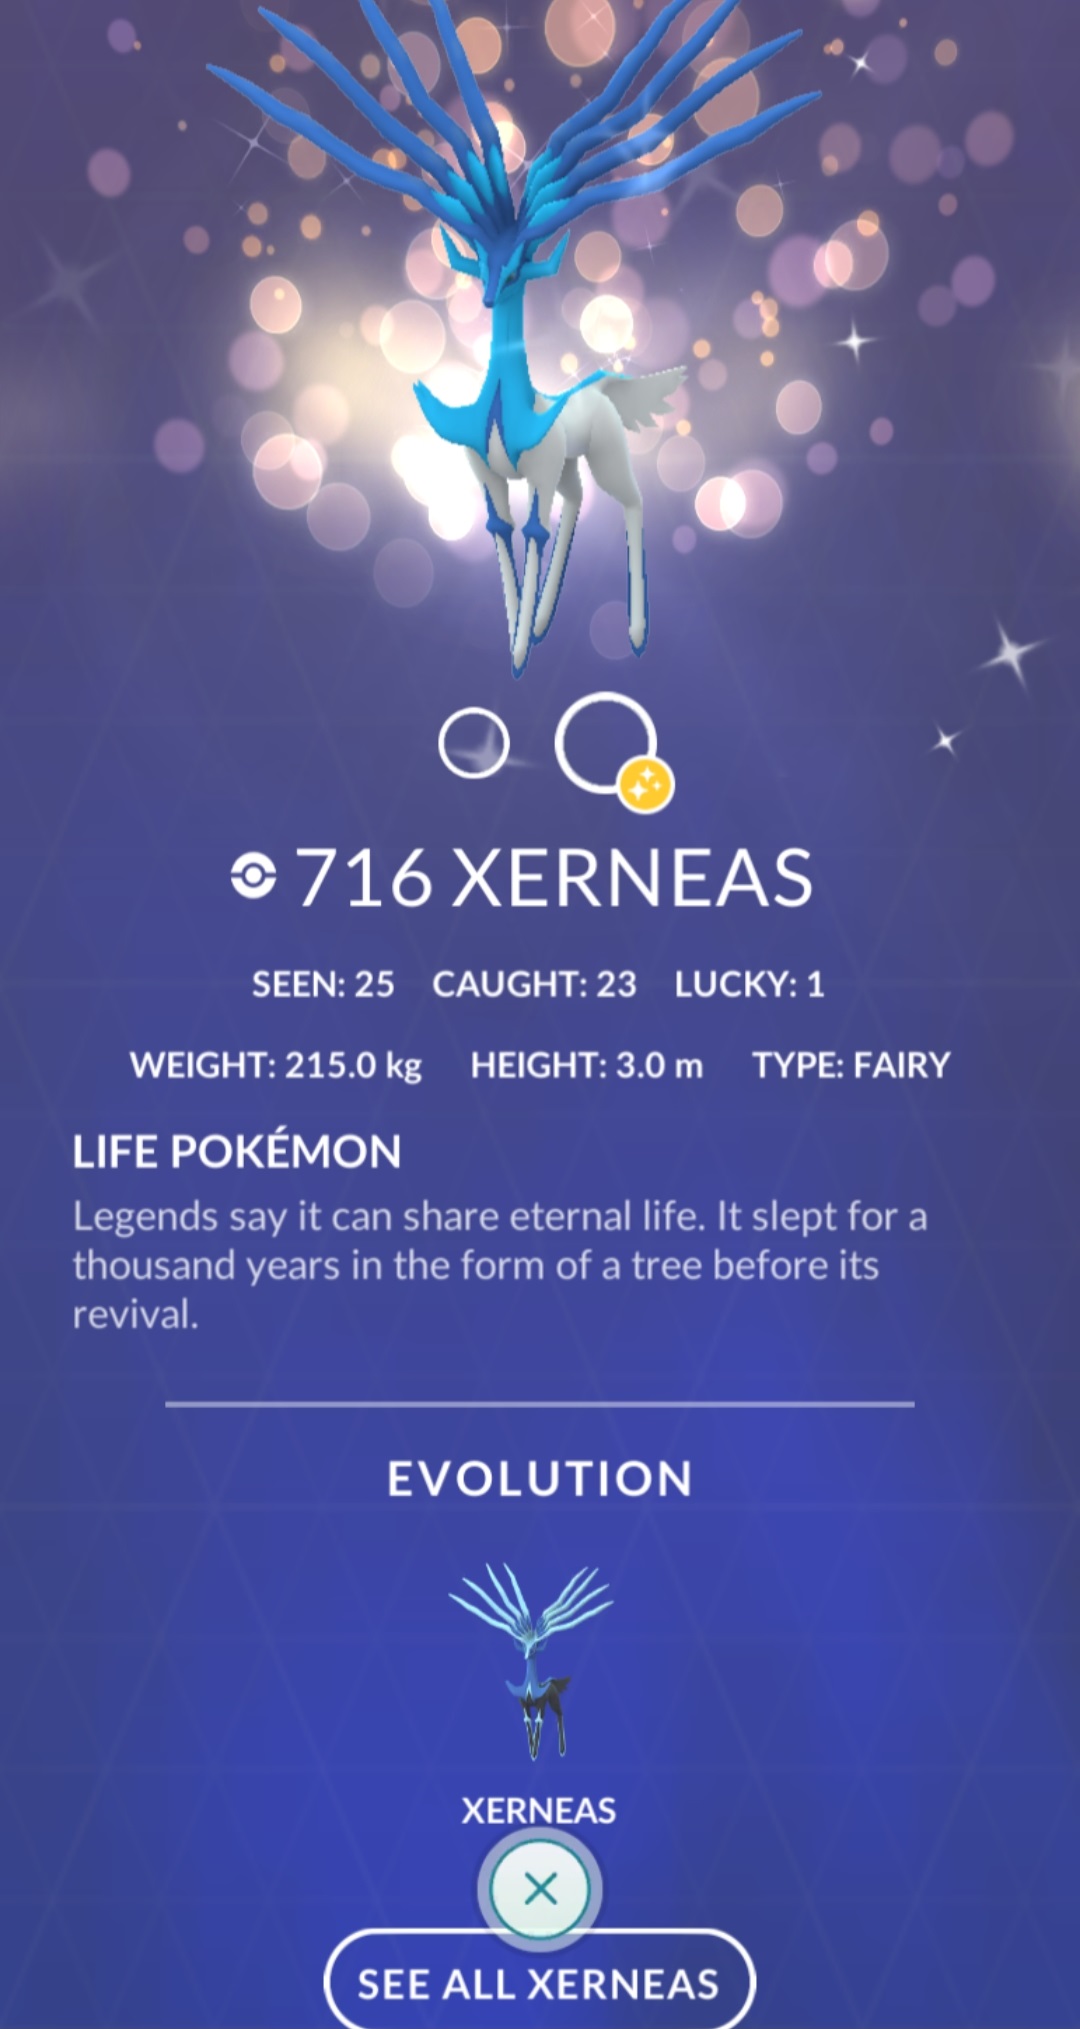 716 XERNEAS
SEEN: 25 CAUGHT: 23 LUCKY: 1
WEIGHT: 215.0 kg HEIGHT: 3.0 m TYPE: FAIRY
LIFE POKÉMON
Legends say it can share eternal life. It slept for a
thousand years in the form of a tree before its
revival.
EVOLUTION
XERNEAS
SEE ALL XERNEAS